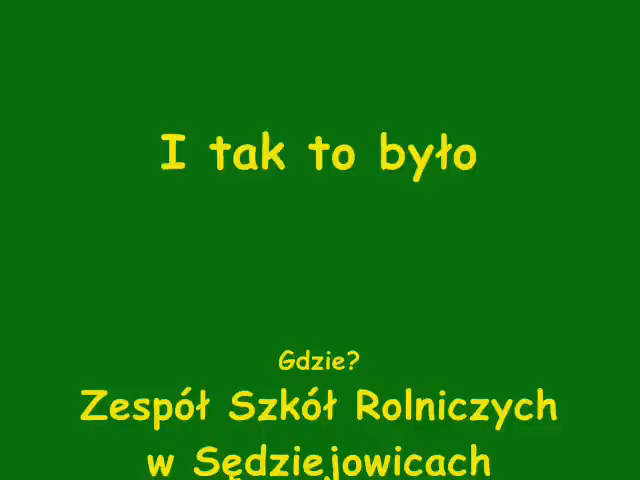 I tak to było
Gdzie?
Zespół Szkół Rolniczych
w Sędziejowicach